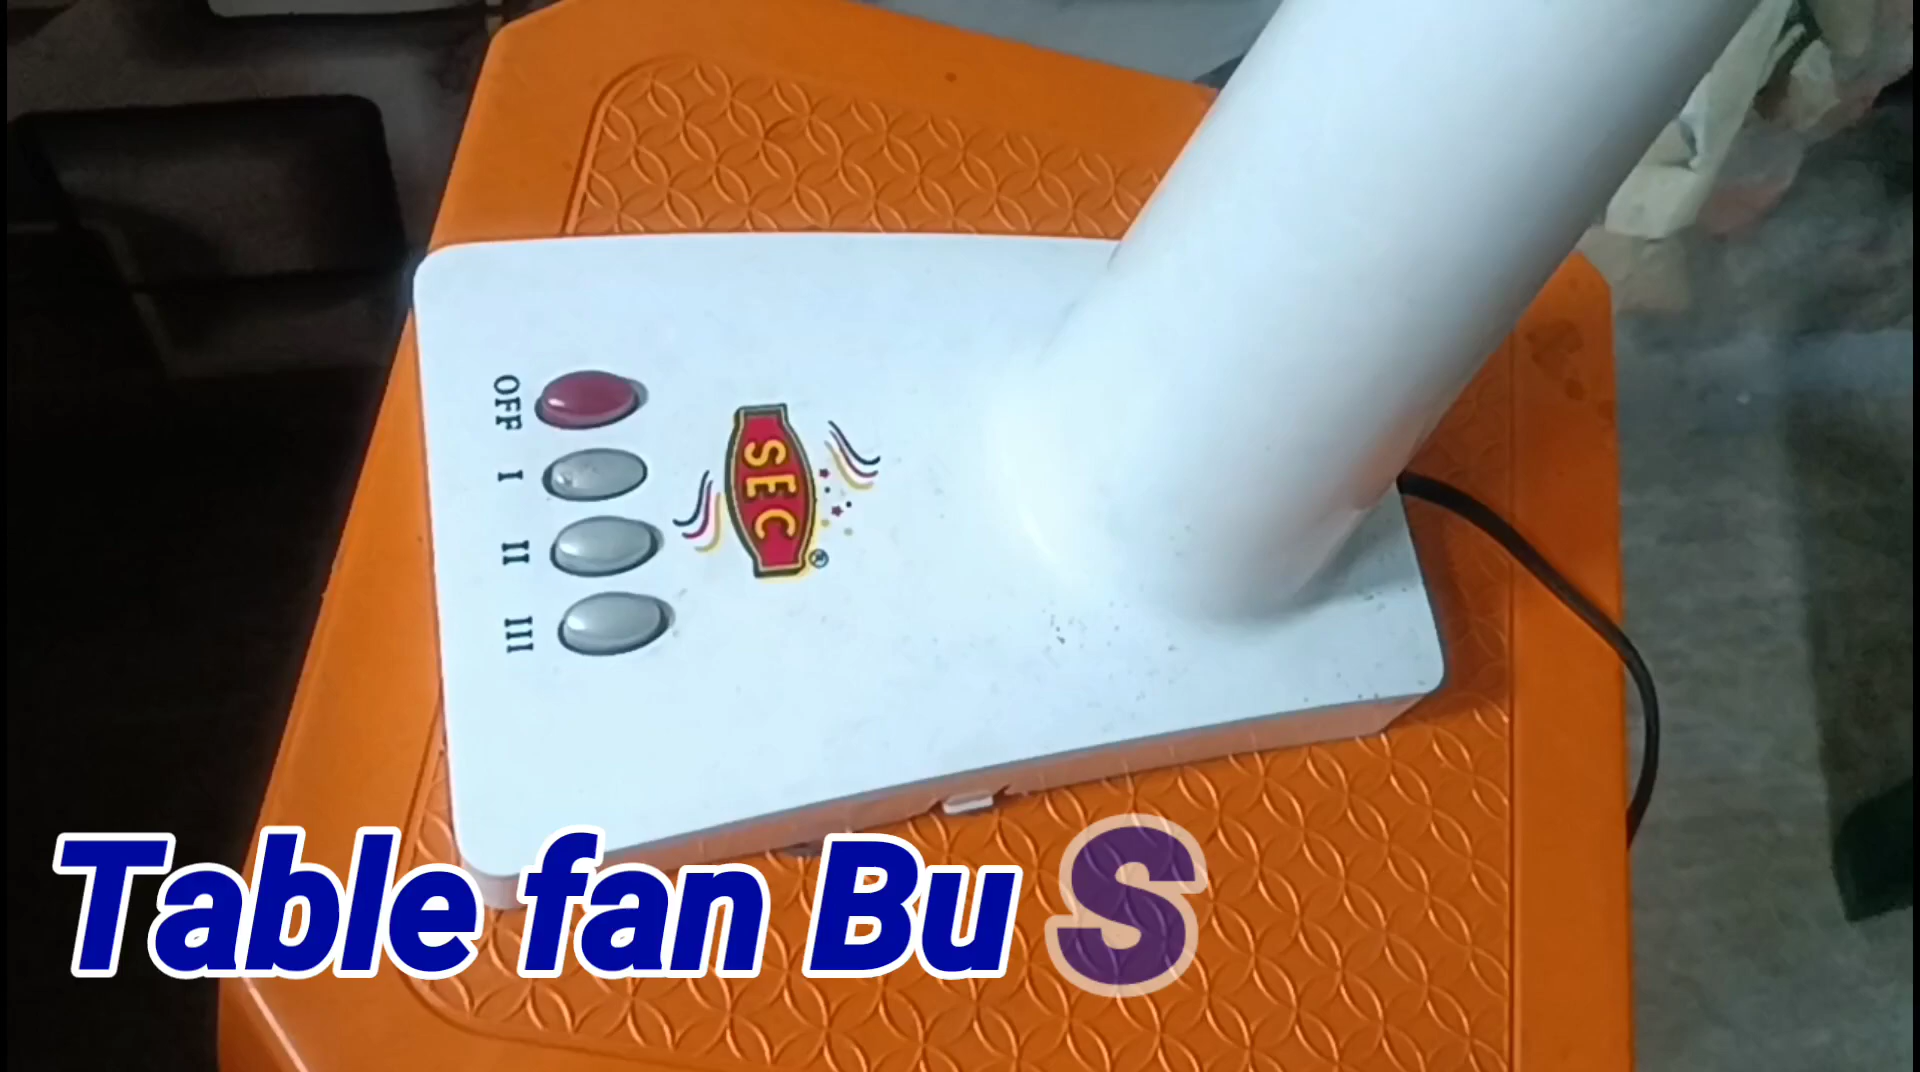 OFF
I
II
III
SEC
®
Table fan Bu S